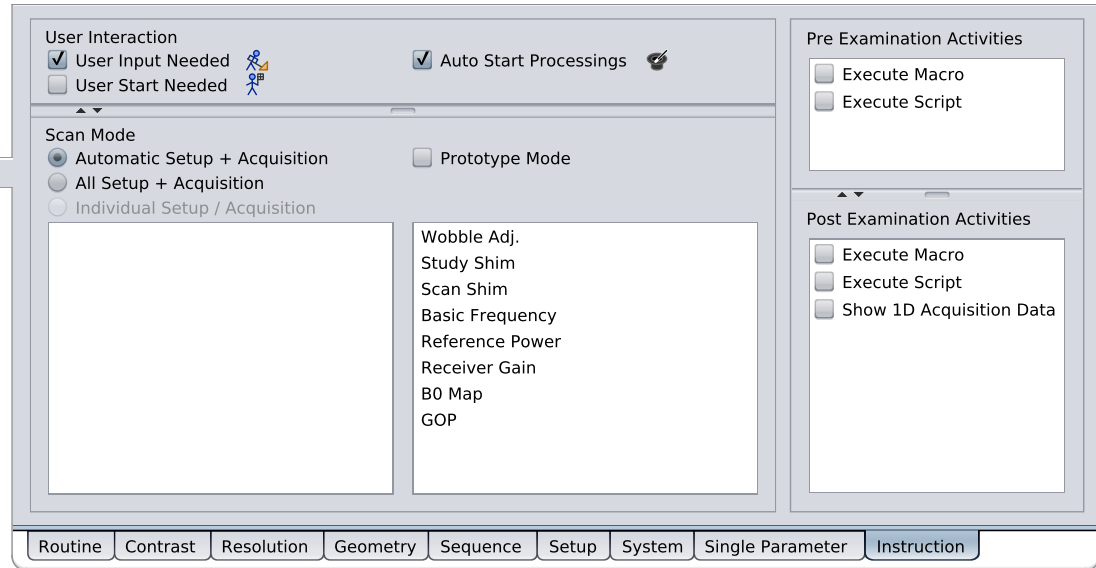 User Interaction
User Input Needed
Auto Start Processings
User Start Needed
Scan Mode
Automatic Setup + Acquisition
Prototype Mode
All Setup + Acquisition
Individual Setup / Acquisition
Wobble Adj.
Study Shim
Scan Shim
Basic Frequency
Reference Power
Receiver Gain
B0 Map
GOP
Pre Examination Activities
Execute Macro
Execute Script
Post Examination Activities
Execute Macro
Execute Script
Show 1D Acquisition Data
Routine Contrast Resolution Geometry Sequence Setup System Single Parameter Instruction